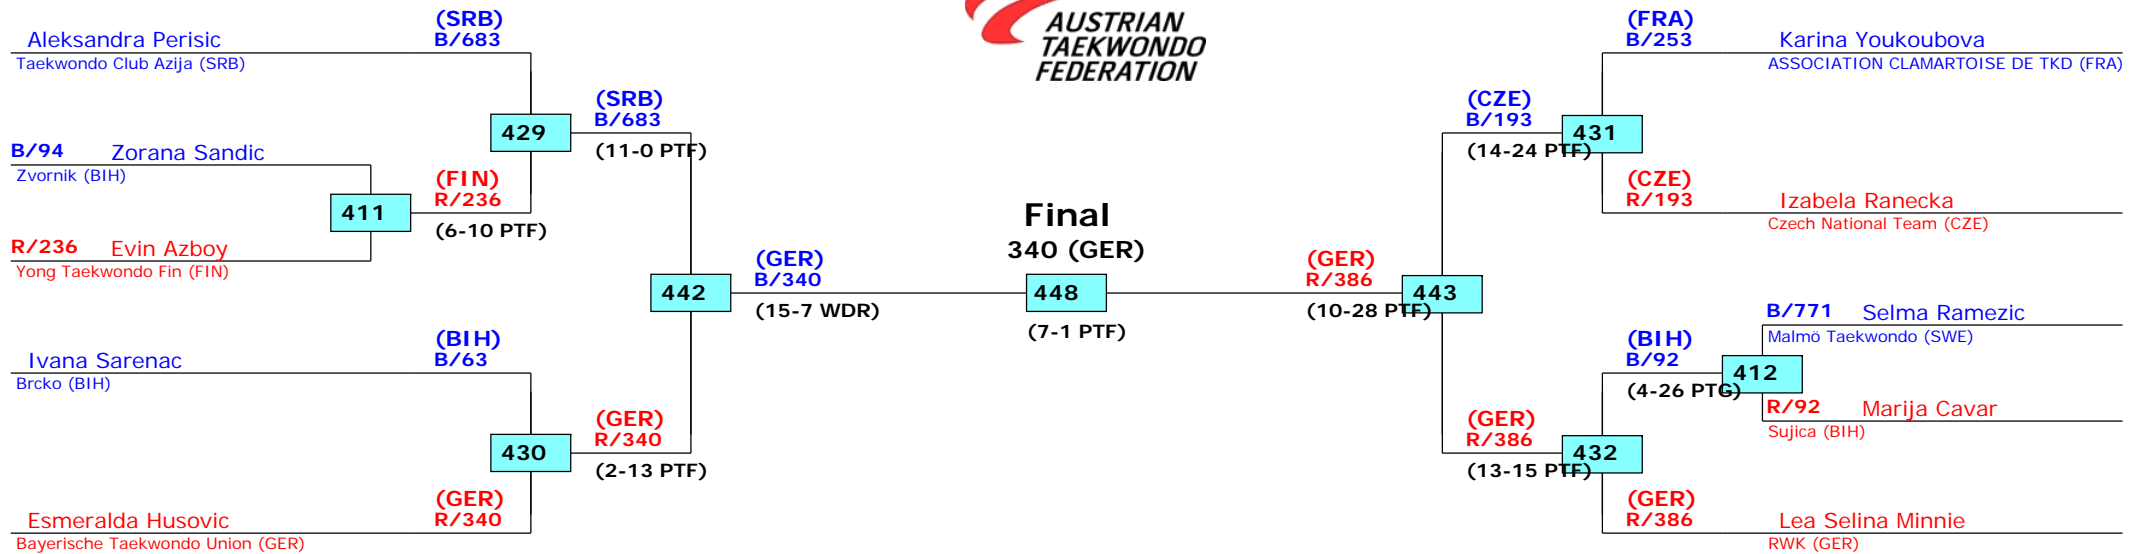 AUSTRIAN
TAEKWONDO
FEDERATION
(SRB)
Aleksandra Perisic B/683
Taekwondo Club Azija (SRB)
(SRB)
B/683
429
(11-0 PTF)
B/94 Zorana Sandic
Zvornik (BIH)
(FIN)
R/236
411
(6-10 PTF)
R/236 Evin Azboy
Yong Taekwondo Fin (FIN)
(GER)
B/340
442
(15-7 WDR)
(BIH)
Ivana Sarenac B/63
Brcko (BIH)
(GER)
R/340
430
(2-13 PTF)
(GER)
Esmeralda Husovic R/340
Bayerische Taekwondo Union (GER)
Final
340 (GER)
448
(7-1 PTF)
(FRA)
B/253 Karina Youkoubova
ASSOCIATION CLAMARTOISE DE TKD (FRA)
(CZE)
B/193
431
(14-24 PTF)
(CZE)
R/193 Izabela Ranecka
Czech National Team (CZE)
(GER)
R/386
443
(10-28 PTF)
B/771 Selma Ramezic
Malmö Taekwondo (SWE)
(BIH)
B/92
412
(4-26 PTG)
R/92 Marija Cavar
Sujica (BIH)
(GER)
R/386
432
(13-15 PTF)
(GER)
R/386 Lea Selina Minnie
RWK (GER)